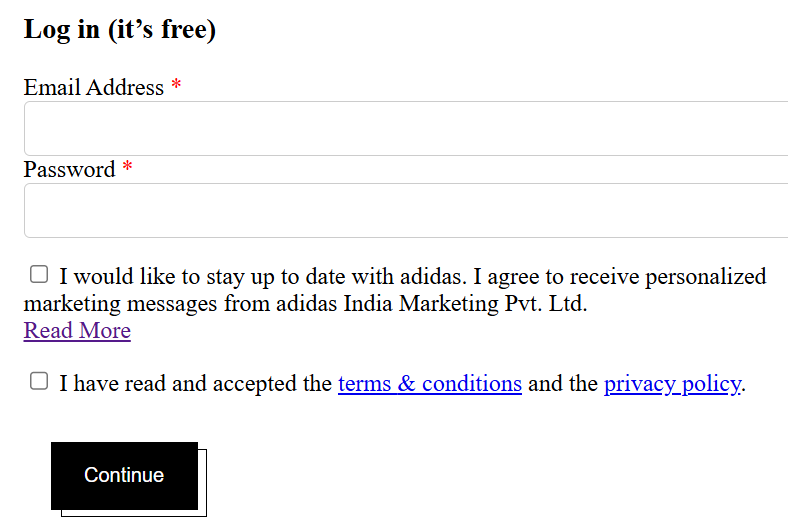 Log in (it’s free)
Email Address *
Password *
I would like to stay up to date with adidas. I agree to receive personalized
marketing messages from adidas India Marketing Pvt. Ltd.
Read More
I have read and accepted the terms & conditions and the privacy policy.
Continue